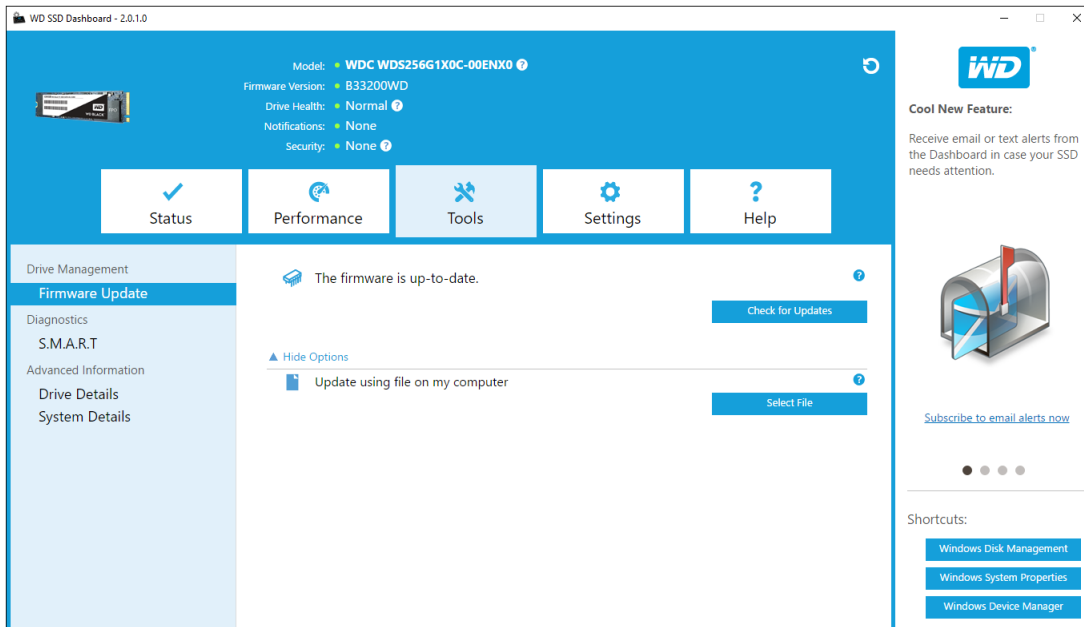 WD SSD Dashboard - 2.0.1.0
Model: WDC WDS256G1X0C-00ENX0 ?
Firmware Version: B33200WD
Drive Health: Normal ?
Notifications: None
Security: None ?
WD
WD BLACK
Status
Performance
Tools
Settings
Help
Drive Management
Firmware Update
Diagnostics
S.M.A.R.T
Advanced Information
Drive Details
System Details
The firmware is up-to-date.
?
Check for Updates
Hide Options
Update using file on my computer
?
Select File
WD
Cool New Feature:
Receive email or text alerts from
the Dashboard in case your SSD
needs attention.
Subscribe to email alerts now
Shortcuts:
Windows Disk Management
Windows System Properties
Windows Device Manager